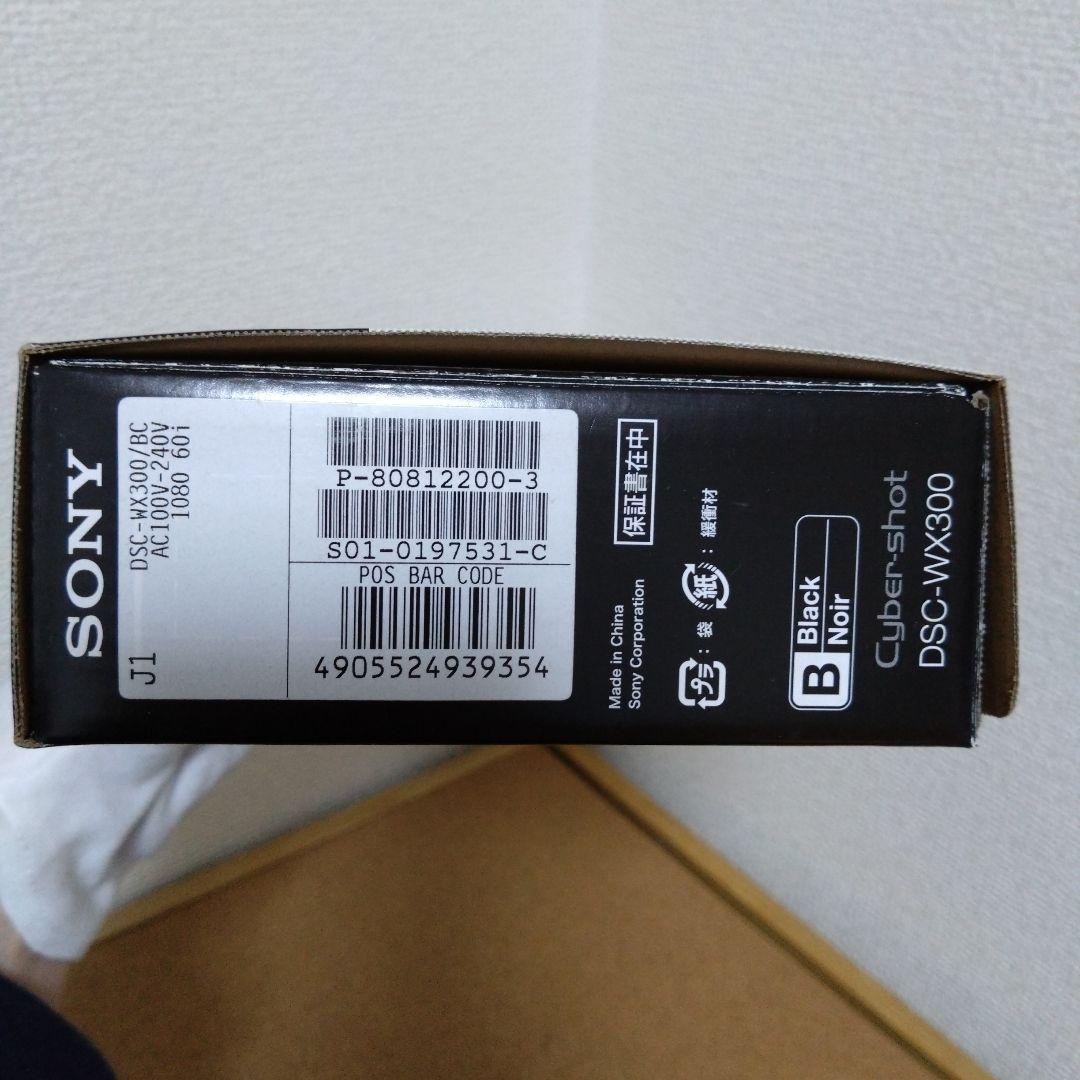 SONY
DSC-WX300/BC
AC100V-240V
1080 60i
J1
P-80812200-3
S01-0197531-C
POS BAR CODE
4905524939354
保証書在中
Made in China
Sony Corporation
プラ : 袋 紙 : 緩衝材
B Black
Noir
Cyber-shot
DSC-WX300